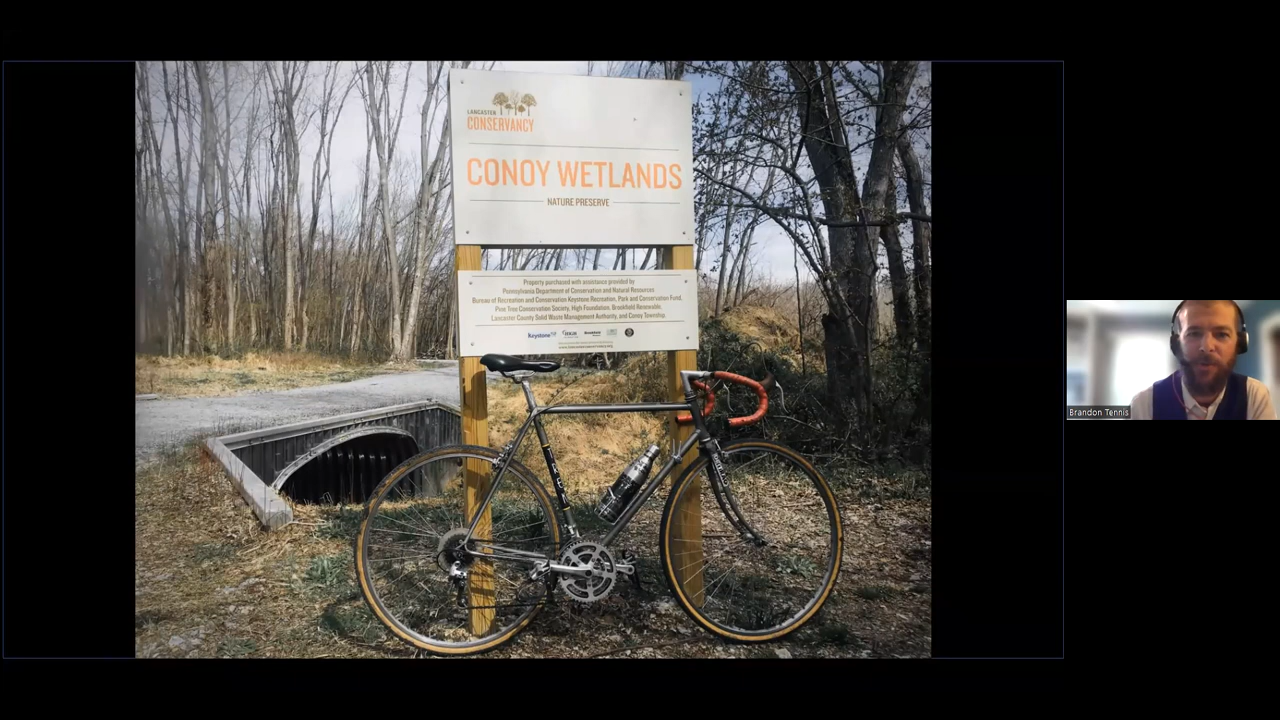 LANCASTER
CONSERVANCY
CONOY WETLANDS
NATURE PRESERVE
Property purchased with assistance provided by
Pennsylvania Department of Conservation and Natural Resources
Bureau of Recreation and Conservation Keystone Recreation, Park and Conservation Fund,
Pine Tree Conservation Society, High Foundation, Brookfield Renewable,
Lancaster County Solid Waste Management Authority, and Conoy Township.
Keystone
Brandon Tennis